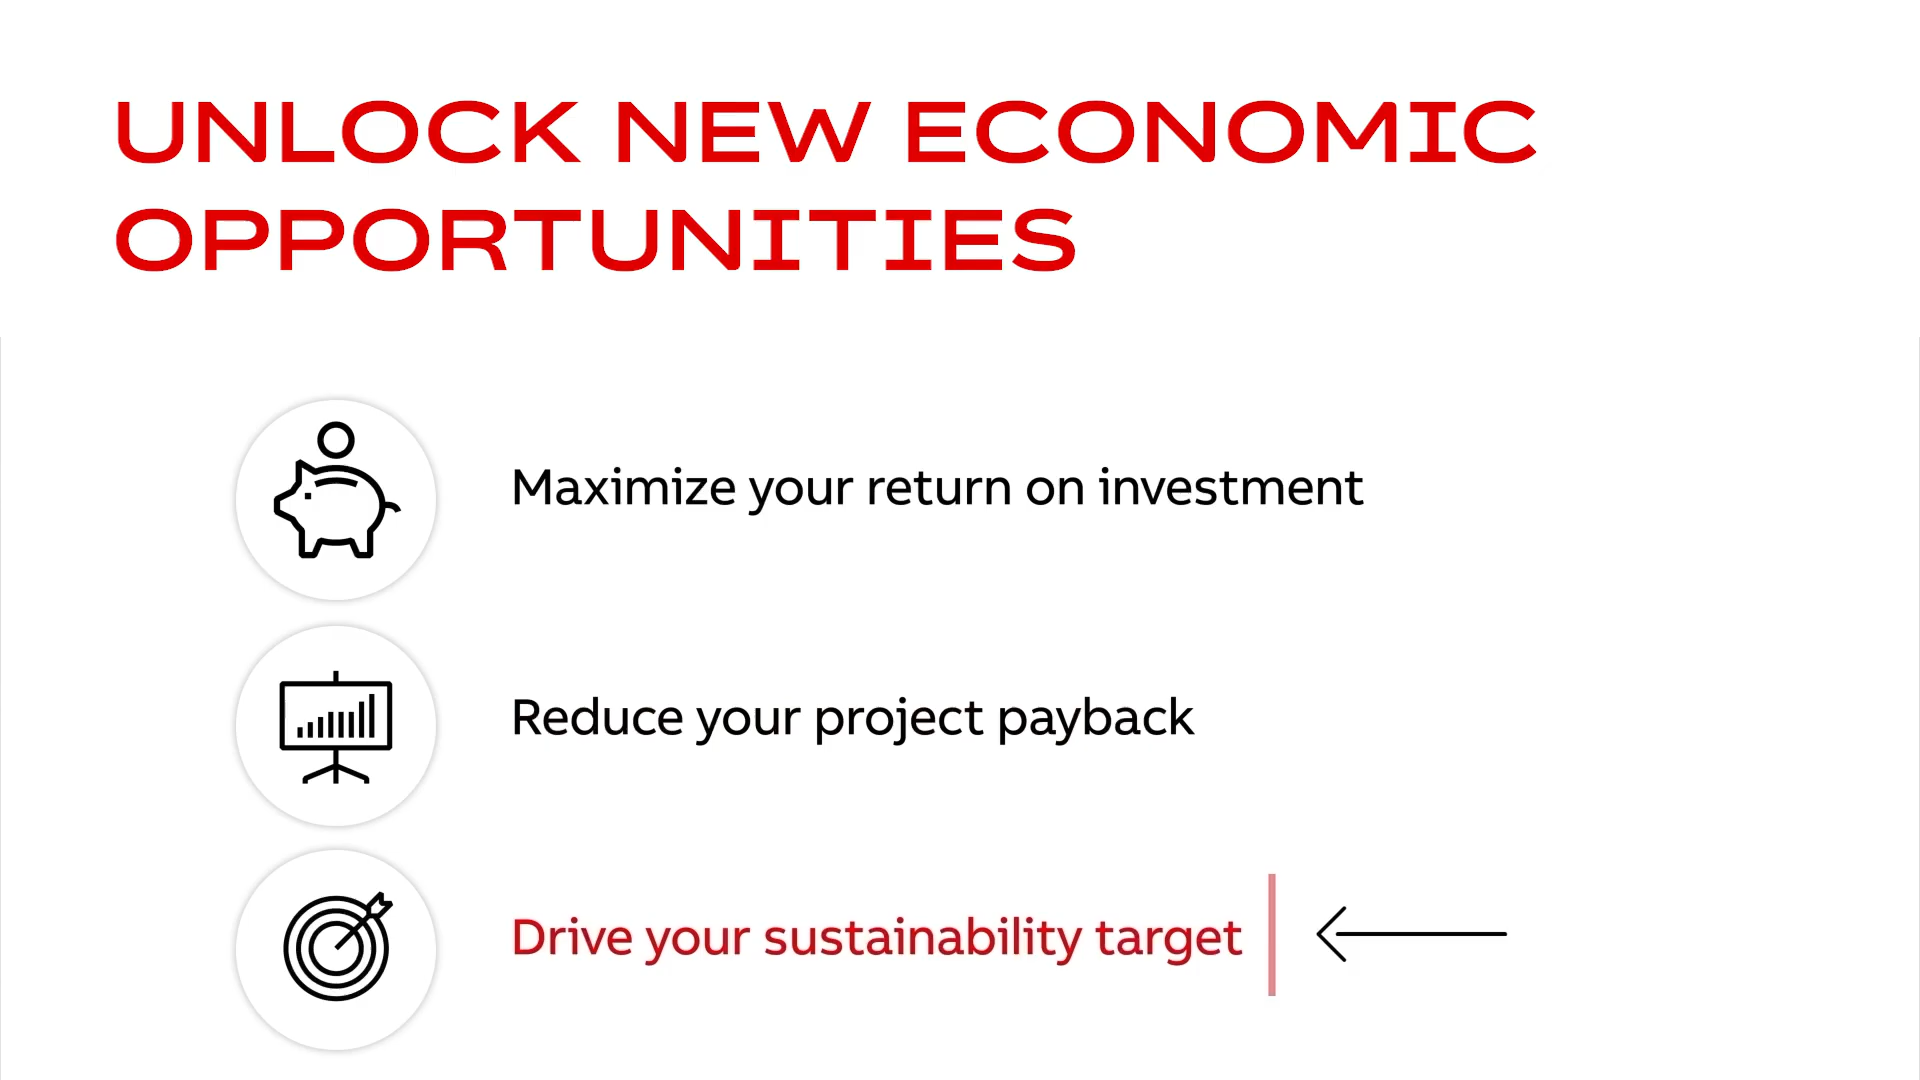 UNLOCK NEW ECONOMIC
OPPORTUNITIES
Maximize your return on investment
Reduce your project payback
Drive your sustainability target